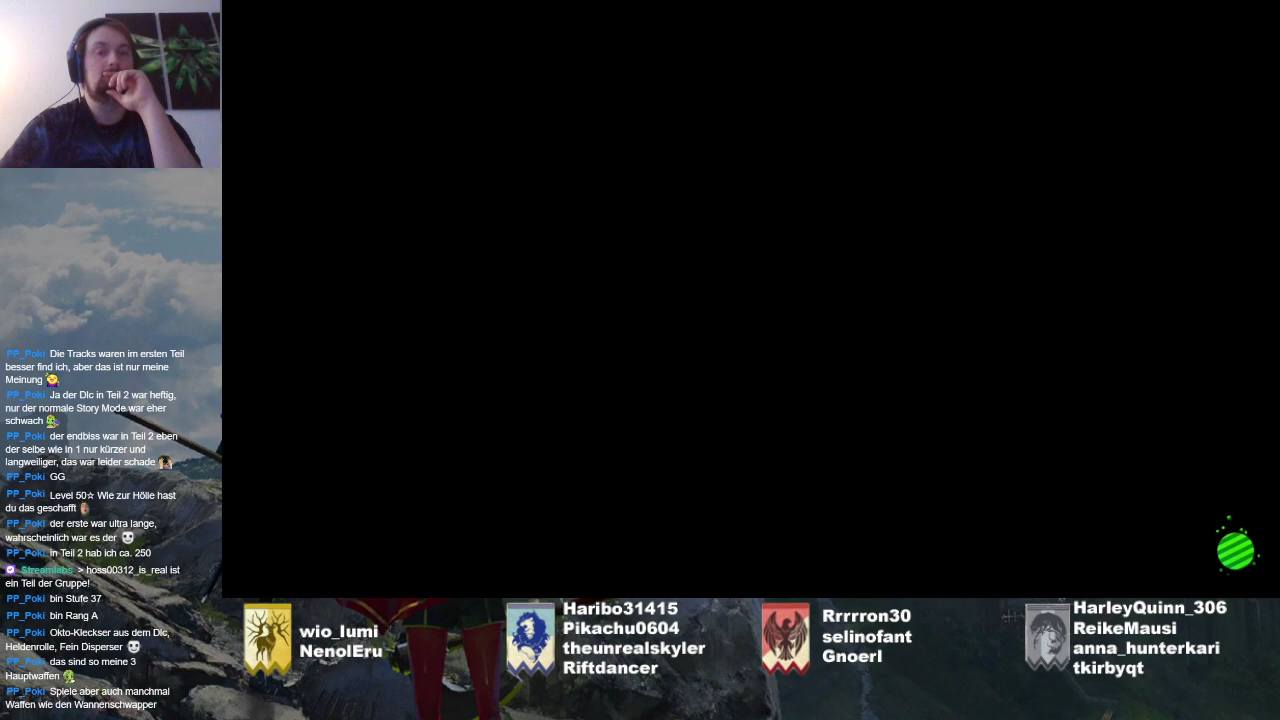 PP_Poki Die Tracks waren im ersten Teil
besser find ich, aber das ist nur meine
Meinung
PP_Poki Ja der Dlc in Teil 2 war heftig,
nur der normale Story Mode war eher
schwach
PP_Poki der endbiss war in Teil 2 eben
der selbe wie in 1 nur kürzer und
langweiliger, das war leider schade
PP_Poki GG
PP_Poki Level 50☆ Wie zur Hölle hast
du das geschafft
PP_Poki der erste war ultra lange,
wahrscheinlich war es der
PP_Poki in Teil 2 hab ich ca. 250
Streamlabs > hoss00312_is_real ist
ein Teil der Gruppe!
PP_Poki bin Stufe 37
PP_Poki bin Rang A
PP_Poki Okto-Kleckser aus dem Dlc,
Heldenrolle, Fein Disperser
PP_Poki das sind so meine 3
Hauptwaffen
PP_Poki Spiele aber auch manchmal
Waffen wie den Wannenschwapper
wio_lumi
NenolEru
Haribo31415
Pikachu0604
theunrealskyler
Riftdancer
Rrrrron30
selinofant
Gnoerl
HarleyQuinn_306
ReikeMausi
anna_hunterkari
tkirbyqt